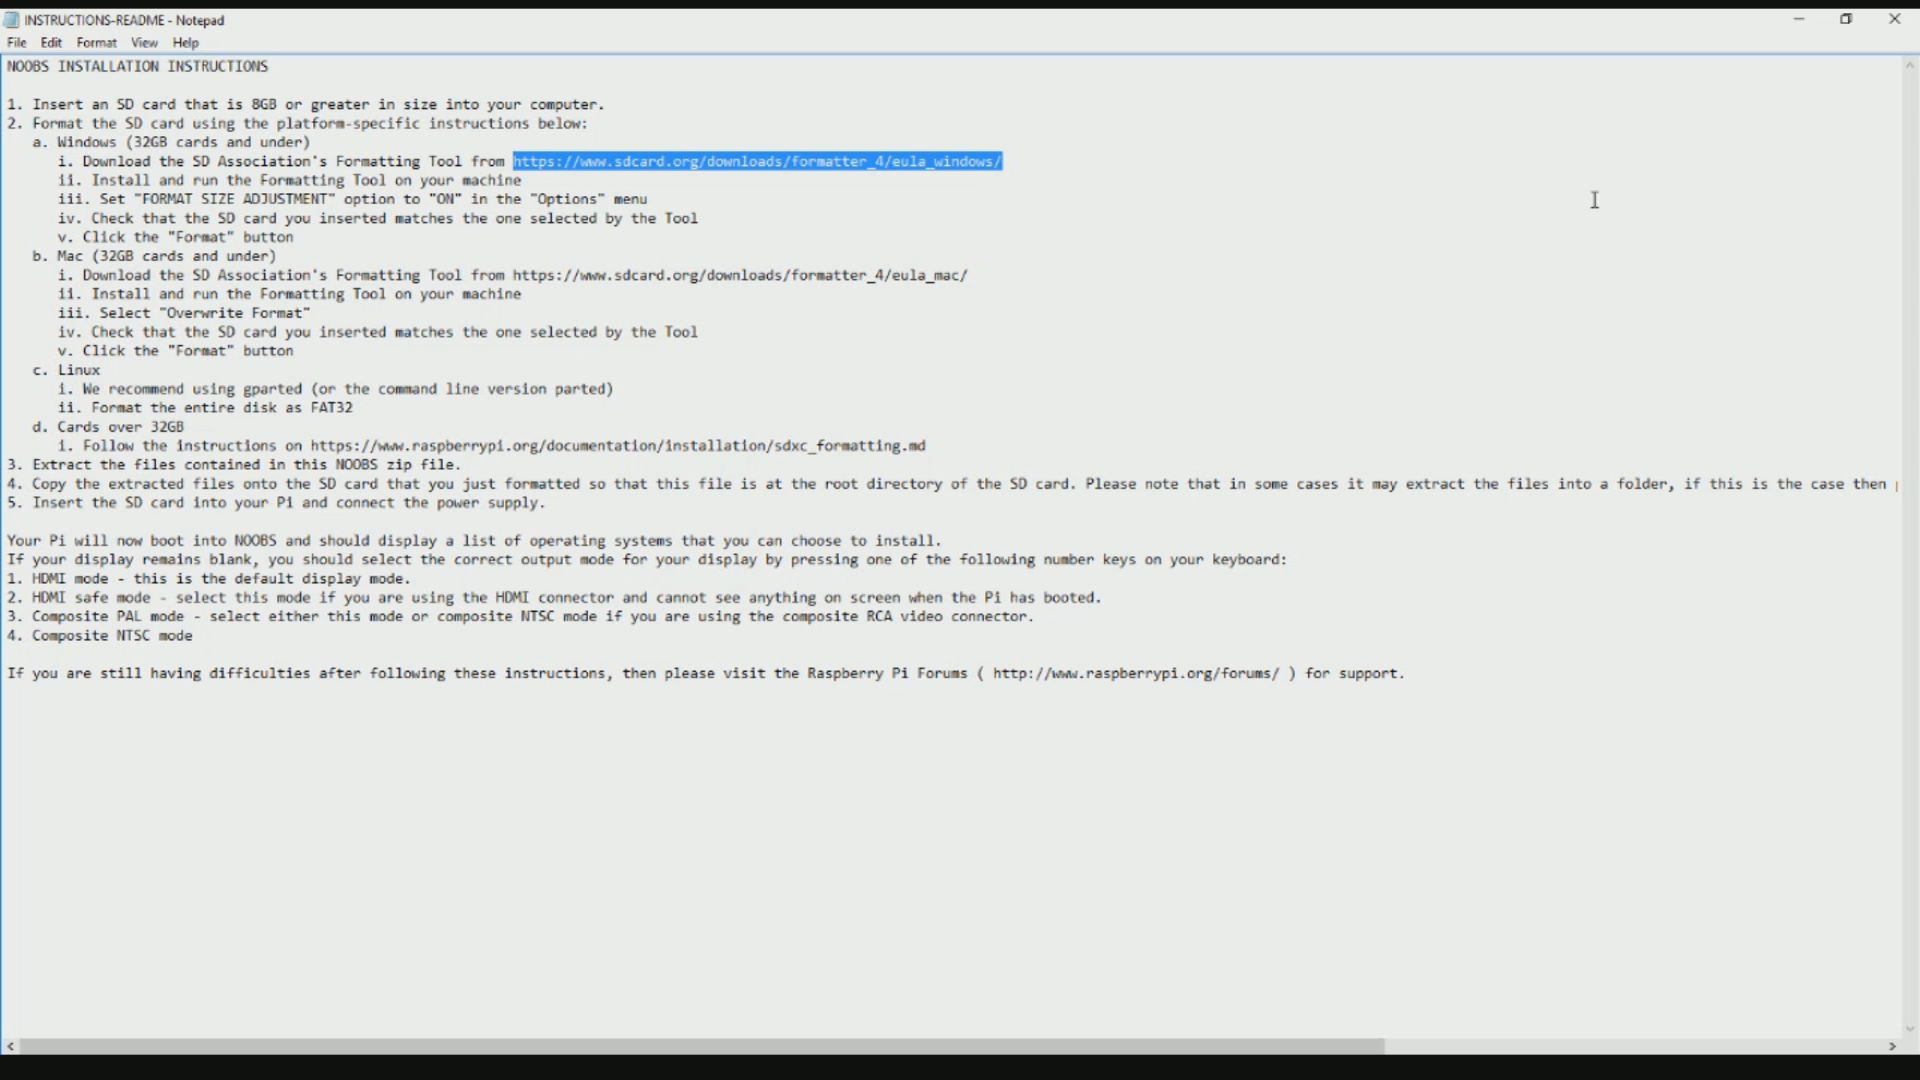 INSTRUCTIONS-README - Notepad
File Edit Format View Help
NOOBS INSTALLATION INSTRUCTIONS
1. Insert an SD card that is 8GB or greater in size into your computer.
2. Format the SD card using the platform-specific instructions below:
a. Windows (32GB cards and under)
i. Download the SD Association's Formatting Tool from https://www.sdcard.org/downloads/formatter_4/eula_windows/
ii. Install and run the Formatting Tool on your machine
iii. Set "FORMAT SIZE ADJUSTMENT" option to "ON" in the "Options" menu
iv. Check that the SD card you inserted matches the one selected by the Tool
v. Click the "Format" button
b. Mac (32GB cards and under)
i. Download the SD Association's Formatting Tool from https://www.sdcard.org/downloads/formatter_4/eula_mac/
ii. Install and run the Formatting Tool on your machine
iii. Select "Overwrite Format"
iv. Check that the SD card you inserted matches the one selected by the Tool
v. Click the "Format" button
c. Linux
i. We recommend using gparted (or the command line version parted)
ii. Format the entire disk as FAT32
d. Cards over 32GB
i. Follow the instructions on https://www.raspberrypi.org/documentation/installation/sdxc_formatting.md
3. Extract the files contained in this NOOBS zip file.
4. Copy the extracted files onto the SD card that you just formatted so that this file is at the root directory of the SD card. Please note that in some cases it may extract the files into a folder, if this is the case then
5. Insert the SD card into your Pi and connect the power supply.
Your Pi will now boot into NOOBS and should display a list of operating systems that you can choose to install.
If your display remains blank, you should select the correct output mode for your display by pressing one of the following number keys on your keyboard:
1. HDMI mode - this is the default display mode.
2. HDMI safe mode - select this mode if you are using the HDMI connector and cannot see anything on screen when the Pi has booted.
3. Composite PAL mode - select either this mode or composite NTSC mode if you are using the composite RCA video connector.
4. Composite NTSC mode
If you are still having difficulties after following these instructions, then please visit the Raspberry Pi Forums ( http://www.raspberrypi.org/forums/ ) for support.